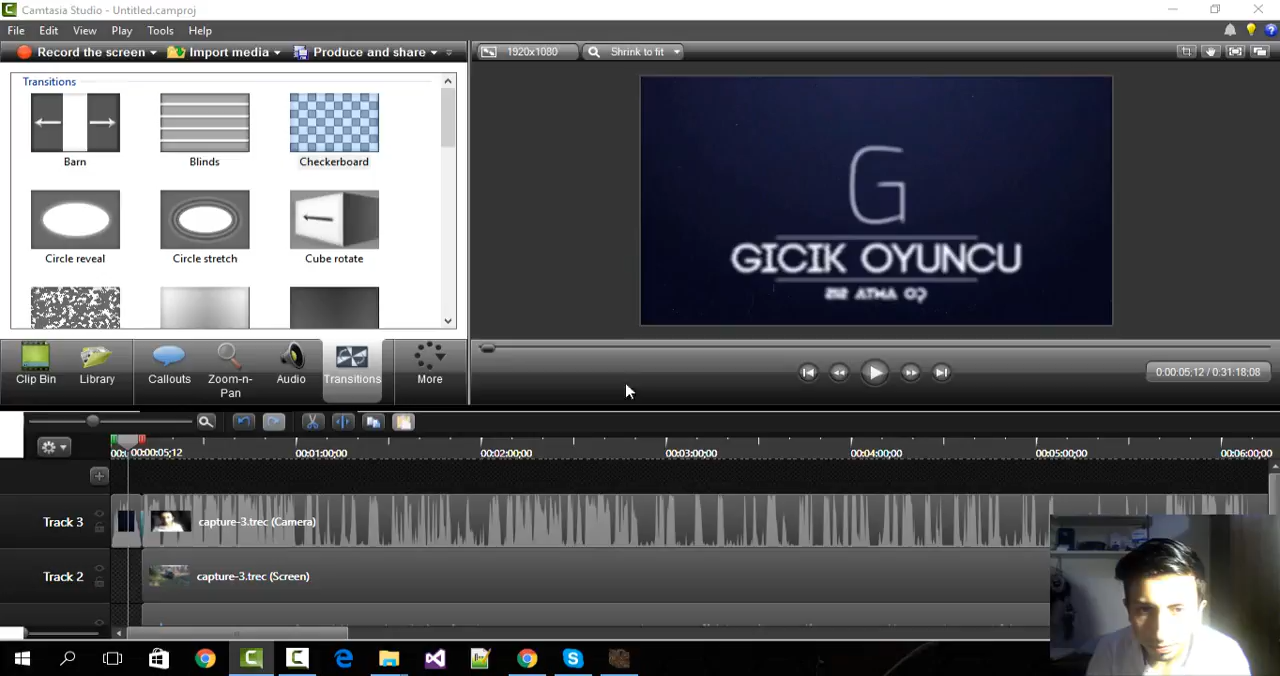 Camtasia Studio - Untitled.camproj
File Edit View Play Tools Help
Record the screen Import media Produce and share
1920x1080 Shrink to fit
Transitions
Barn Blinds Checkerboard
Circle reveal Circle stretch Cube rotate
G
GICIK OYUNCU
Clip Bin Library Callouts Zoom-n-Pan Audio Transitions More
0:00:05;12 / 0:31:18;08
00:00:05;12 00:01:00;00 00:02:00;00 00:03:00;00 00:04:00;00 00:05:00;00 00:06:00;00
Track 3 capture-3.trec (Camera)
Track 2 capture-3.trec (Screen)